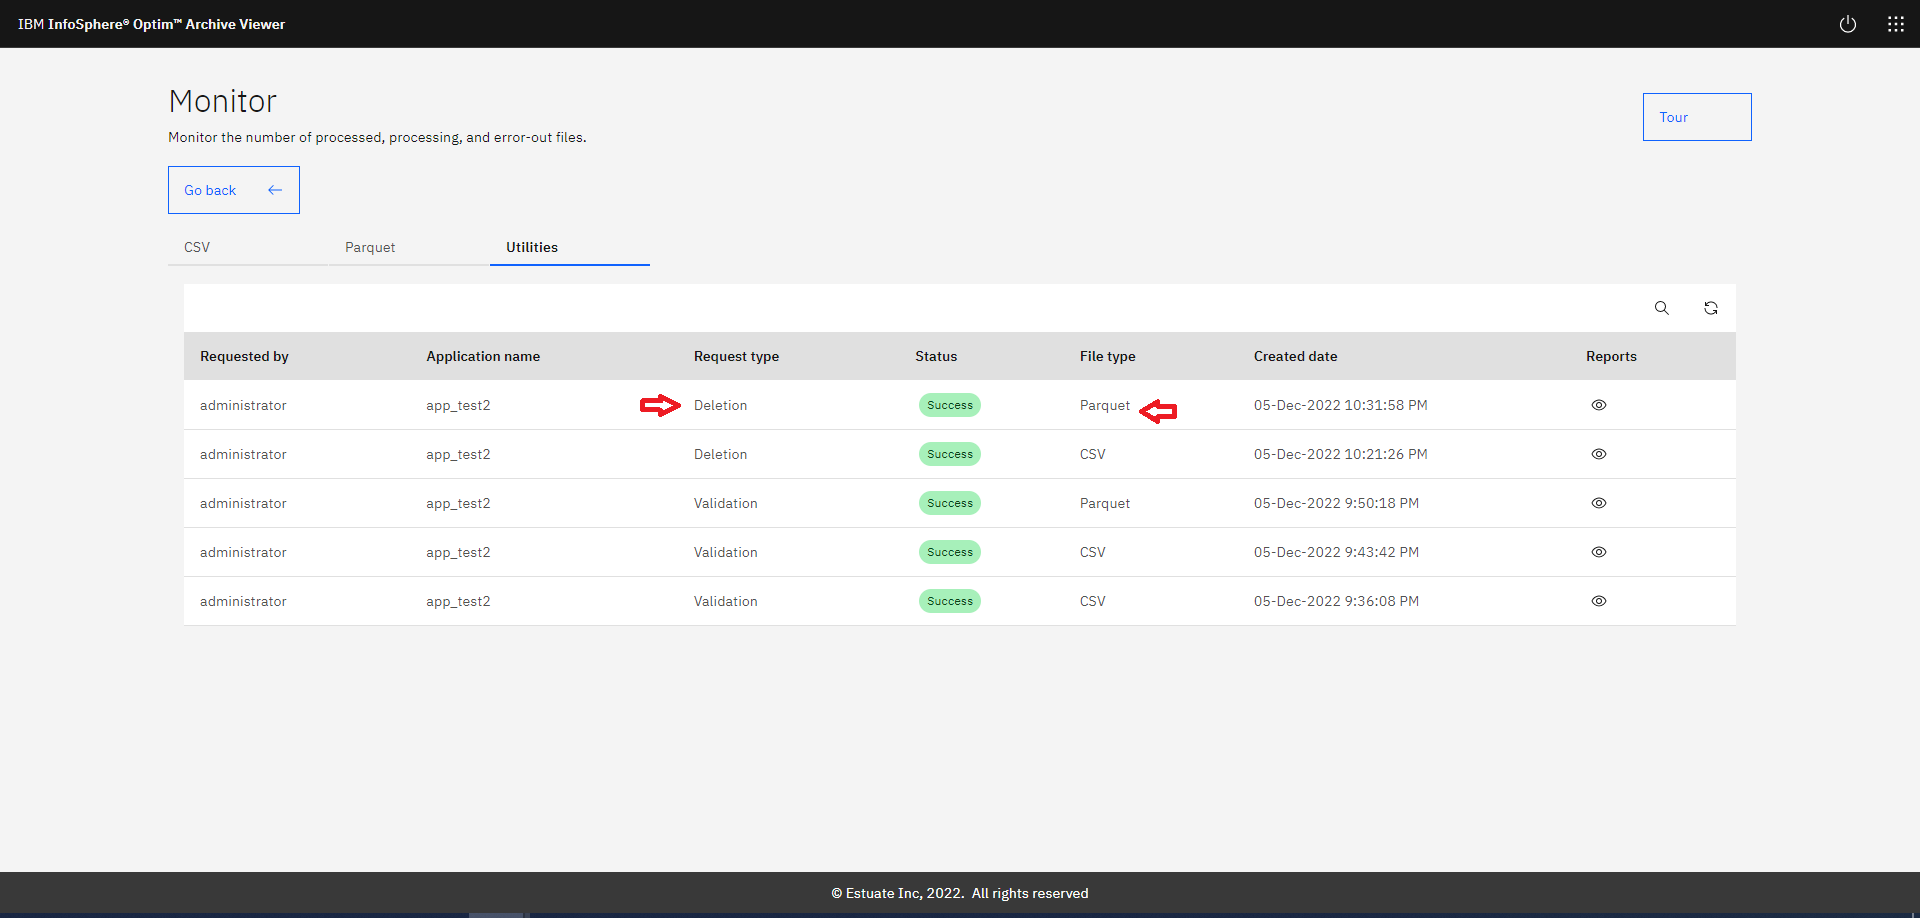 IBM InfoSphere® Optim™ Archive Viewer
Monitor
Monitor the number of processed, processing, and error-out files.
Tour
Go back
CSV Parquet Utilities
Requested by Application name Request type Status File type Created date Reports
administrator app_test2 Deletion Success Parquet 05-Dec-2022 10:31:58 PM
administrator app_test2 Deletion Success CSV 05-Dec-2022 10:21:26 PM
administrator app_test2 Validation Success Parquet 05-Dec-2022 9:50:18 PM
administrator app_test2 Validation Success CSV 05-Dec-2022 9:43:42 PM
administrator app_test2 Validation Success CSV 05-Dec-2022 9:36:08 PM
© Estuate Inc, 2022. All rights reserved